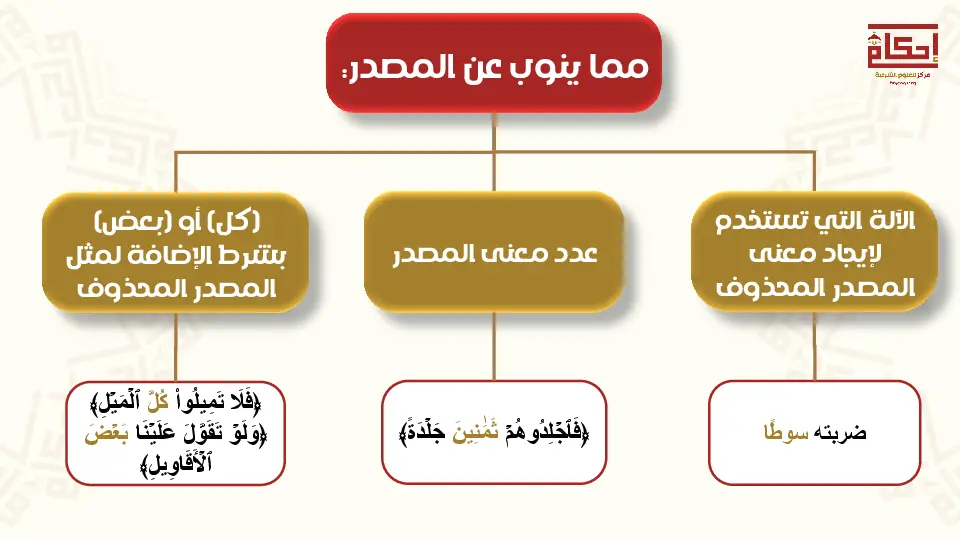 إحكام
مركز للعلوم الشرعية
مما ينوب عن المصدر:
الآلة التي تستخدم
لإيجاد معنى
المصدر المحذوف
عدد معنى المصدر
(كل) أو (بعض)
بشرط الإضافة لمثل
المصدر المحذوف
ضربته سوطًا
﴿فَٱجۡلِدُوهُمۡ ثَمَٰنِينَ جَلۡدَةٗ﴾
﴿فَلَا تَمِيلُواْ كُلَّ ٱلۡمَيۡلِ﴾
﴿وَلَوۡ تَقَوَّلَ عَلَيۡنَا بَعۡضَ
ٱلۡأَقَاوِيلِ﴾